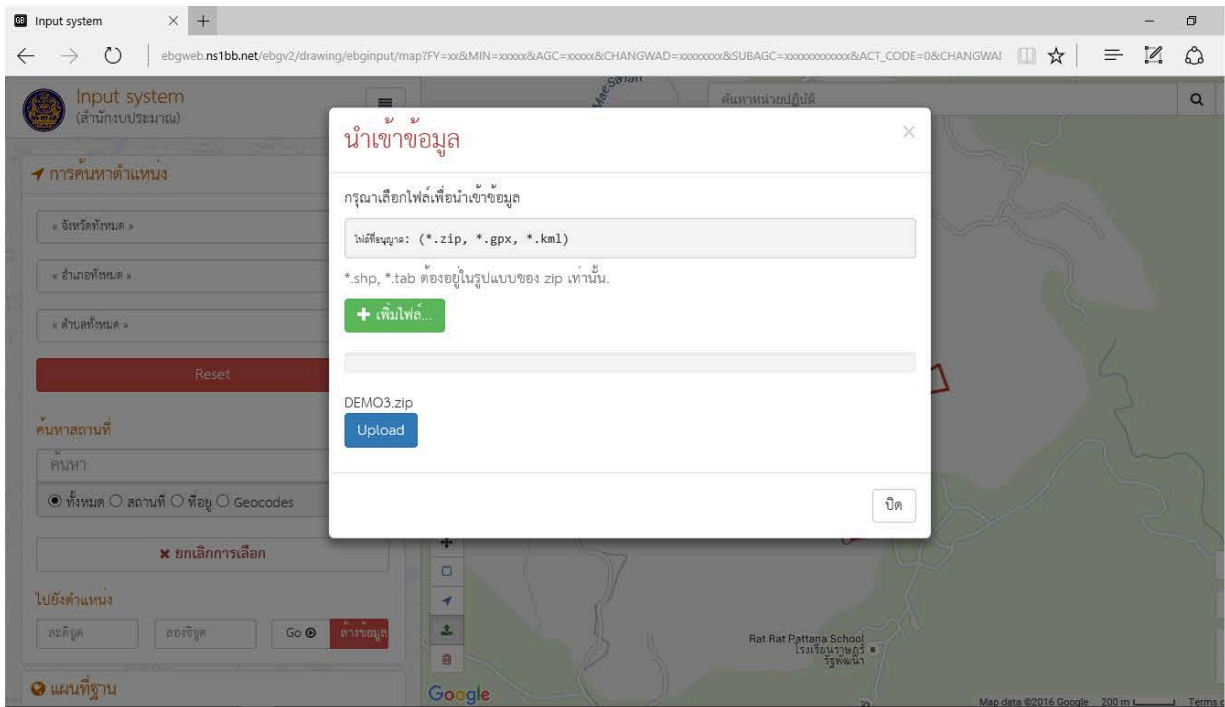 Input system
ebgweb.ns1bb.net/ebgv2/drawing/ebginput/map?FY=xx&MIN=xxxxx&AGC=xxxxx&CHANGWAD=xxxxxxxx&SUBAGC=xxxxxxxxxxxx&ACT_CODE=0&CHANGWAI
Input system
(สำนักงบประมาณ)
ค้นหาหน่วยปฏิบัติ
นำเข้าข้อมูล
×
การค้นหาตำแหน่ง
กรุณาเลือกไฟล์เพื่อนำเข้าข้อมูล
« จังหวัดทั้งหมด »
ไฟล์ที่อนุญาต: (*.zip, *.gpx, *.kml)
« อำเภอทั้งหมด »
*.shp, *.tab ต้องอยู่ในรูปแบบของ zip เท่านั้น.
« ตำบลทั้งหมด »
เพิ่มไฟล์...
Reset
DEMO3.zip
Upload
ค้นหาสถานที่
ค้นหา
ทั้งหมด สถานที่ ที่อยู่ Geocodes
ปิด
ยกเลิกการเลือก
ไปยังตำแหน่ง
ละติจูด ลองจิจูด Go ล้างข้อมูล
Rat Rat Pattana School
โรงเรียนราษฎร์
รัฐพัฒนา
แผนที่ฐาน
Google
Map data ©2016 Google 200 m Terms